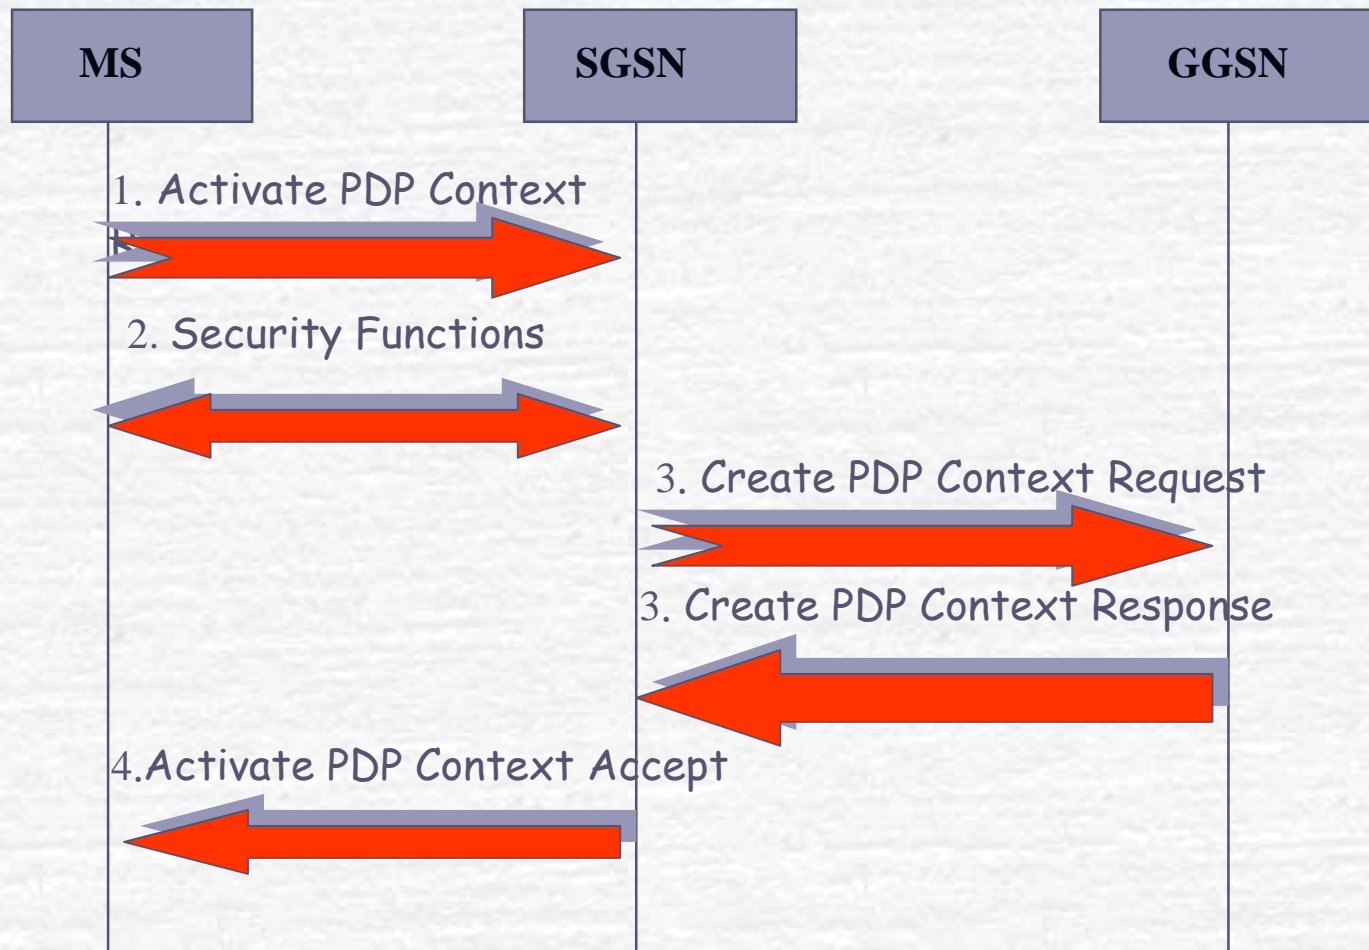 MS SGSN GGSN
1. Activate PDP Context
2. Security Functions
3. Create PDP Context Request
3. Create PDP Context Response
4.Activate PDP Context Accept